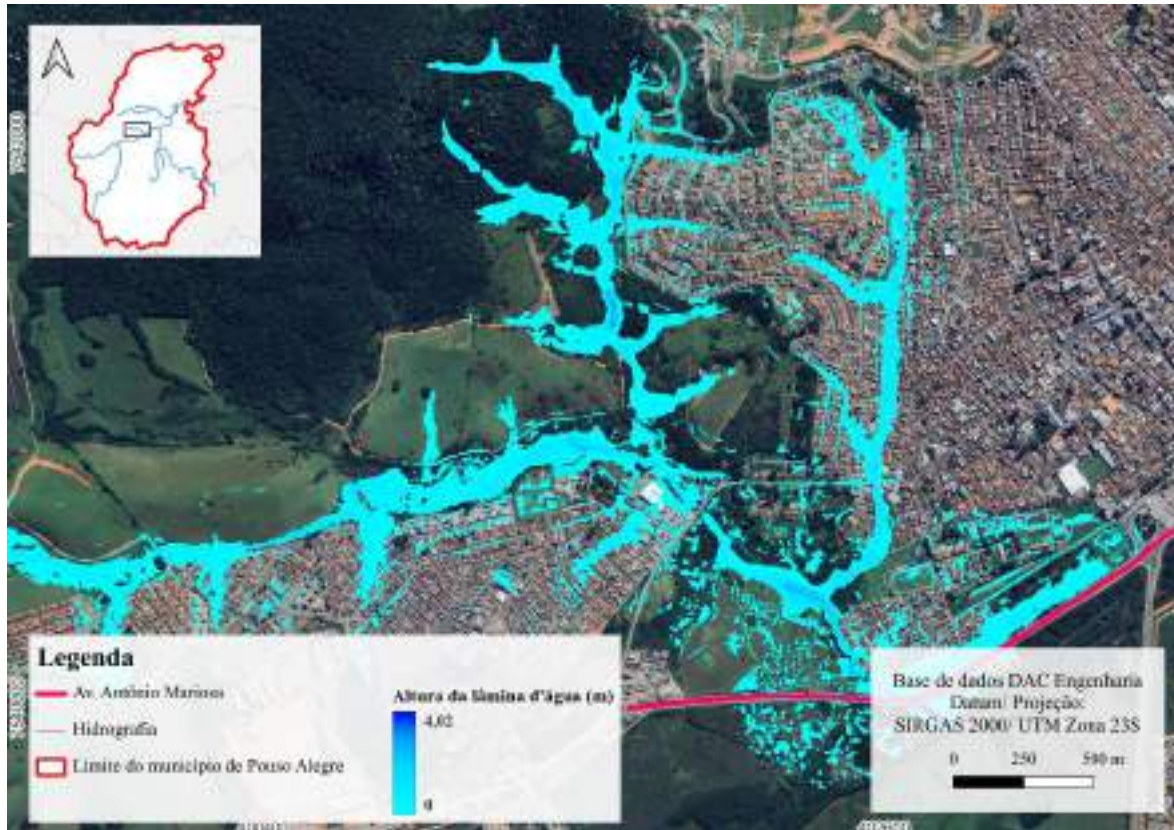 Legenda
Av. Antônio Mariosa
Hidrografia
Limite do município de Pouso Alegre
Altura da lâmina d'água (m)
4,02
0
Base de dados DAC Engenharia
Datum/ Projeção:
SIRGAS 2000/ UTM Zona 23S
0 250 500 m